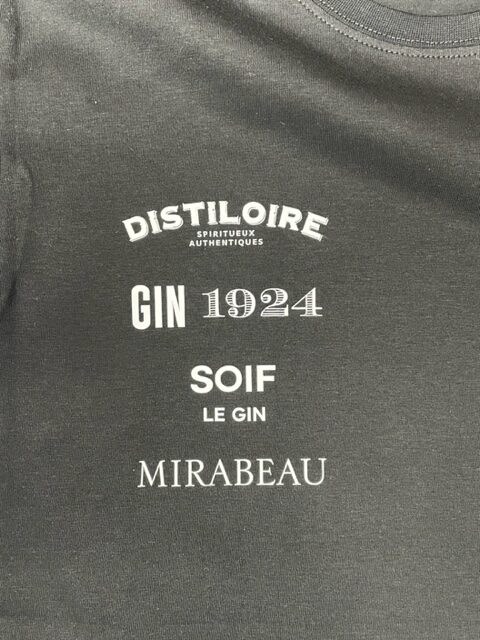 DISTILOIRE
SPIRITUEUX
AUTHENTIQUES
GIN 1924
SOIF
LE GIN
MIRABEAU